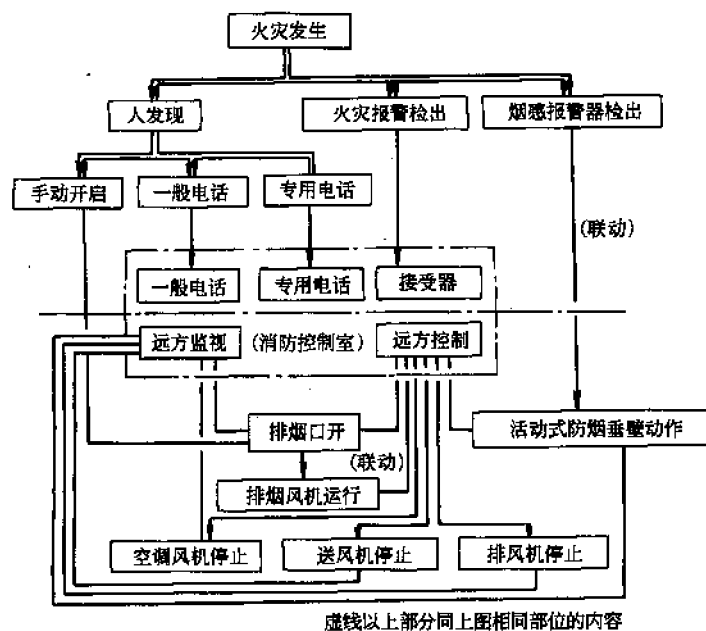 火灾发生
人发现
火灾报警检出
烟感报警器检出
手动开启
一般电话
专用电话
(联动)
一般电话
专用电话
接受器
远方监视
(消防控制室)
远方控制
排烟口开
活动式防烟垂壁动作
(联动)
排烟风机运行
空调风机停止
送风机停止
排风机停止
虚线以上部分同上图相同部位的内容